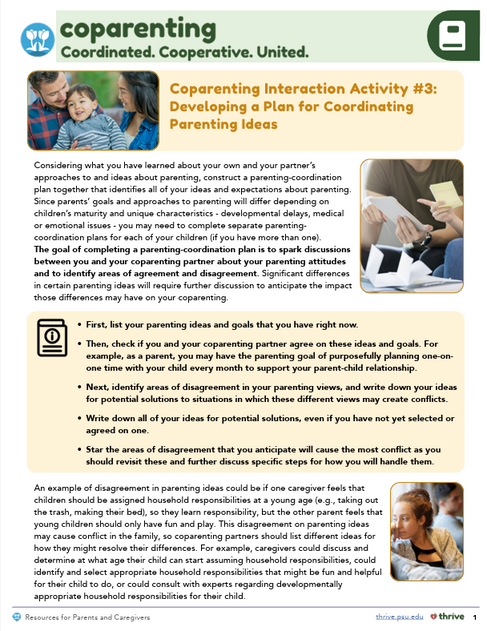 coparenting
Coordinated. Cooperative. United.
Coparenting Interaction Activity #3:
Developing a Plan for Coordinating
Parenting Ideas
Considering what you have learned about your own and your partner's
approaches to and ideas about parenting, construct a parenting-coordination
plan together that identifies all of your ideas and expectations about parenting.
Since parents' goals and approaches to parenting will differ depending on
children's maturity and unique characteristics - developmental delays, medical
or emotional issues - you may need to complete separate parenting-
coordination plans for each of your children (if you have more than one).
The goal of completing a parenting-coordination plan is to spark discussions
between you and your coparenting partner about your parenting attitudes
and to identify areas of agreement and disagreement. Significant differences
in certain parenting ideas will require further discussion to anticipate the impact
those differences may have on your coparenting.
• First, list your parenting ideas and goals that you have right now.
• Then, check if you and your coparenting partner agree on these ideas and goals. For
example, as a parent, you may have the parenting goal of purposefully planning one-on-
one time with your child every month to support your parent-child relationship.
• Next, identify areas of disagreement in your parenting views, and write down your ideas
for potential solutions to situations in which these different views may create conflicts.
• Write down all of your ideas for potential solutions, even if you have not yet selected or
agreed on one.
• Star the areas of disagreement that you anticipate will cause the most conflict as you
should revisit these and further discuss specific steps for how you will handle them.
An example of disagreement in parenting ideas could be if one caregiver feels that
children should be assigned household responsibilities at a young age (e.g., taking out
the trash, making their bed), so they learn responsibility, but the other parent feels that
young children should only have fun and play. This disagreement on parenting ideas
may cause conflict in the family, so coparenting partners should list different ideas for
how they might resolve their differences. For example, caregivers could discuss and
determine at what age their child can start assuming household responsibilities, could
identify and select appropriate household responsibilities that might be fun and helpful
for their child to do, or could consult with experts regarding developmentally
appropriate household responsibilities for their child.
Resources for Parents and Caregivers
thrive.psu.edu thrive 1